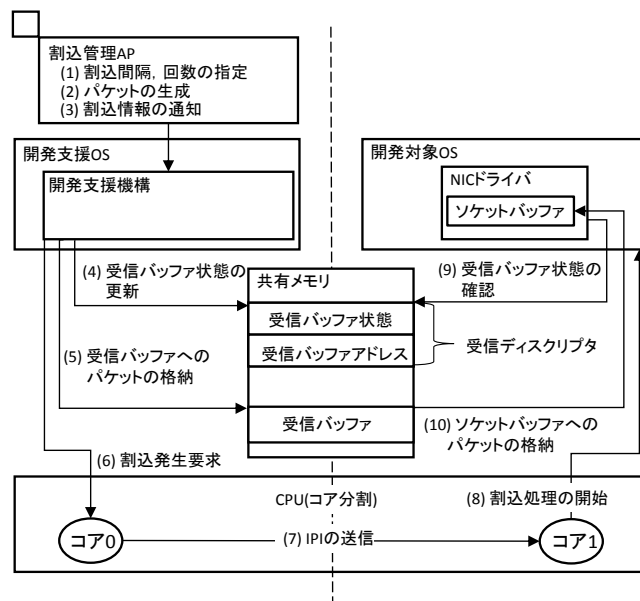 割込管理AP
(1) 割込間隔, 回数の指定
(2) パケットの生成
(3) 割込情報の通知
開発支援OS
開発支援機構
開発対象OS
NICドライバ
ソケットバッファ
(4) 受信バッファ状態の
更新
共有メモリ
(9) 受信バッファ状態の
確認
受信バッファ状態
受信バッファアドレス
受信ディスクリプタ
(5) 受信バッファへの
パケットの格納
受信バッファ
(10) ソケットバッファへの
パケットの格納
(6) 割込発生要求
CPU(コア分割)
(8) 割込処理の開始
コア0
(7) IPIの送信
コア1